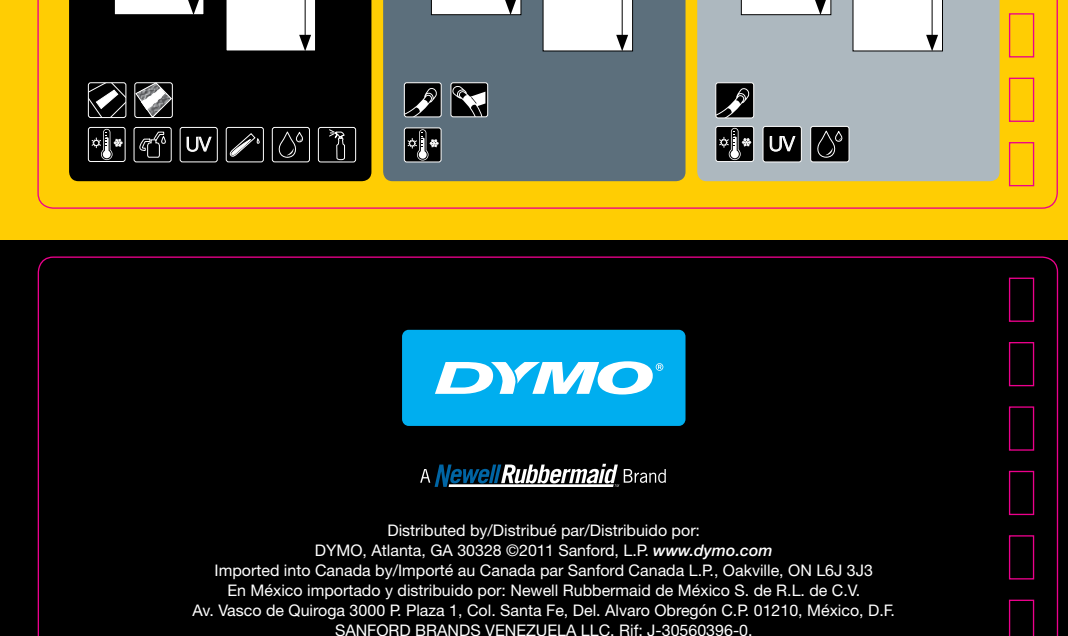 UV
UV
DYMO®
A Newell Rubbermaid™ Brand
Distributed by/Distribué par/Distribuido por:
DYMO, Atlanta, GA 30328 ©2011 Sanford, L.P. www.dymo.com
Imported into Canada by/Importé au Canada par Sanford Canada L.P., Oakville, ON L6J 3J3
En México importado y distribuido por: Newell Rubbermaid de México S. de R.L. de C.V.
Av. Vasco de Quiroga 3000 P. Plaza 1, Col. Santa Fe, Del. Alvaro Obregón C.P. 01210, México, D.F.
SANFORD BRANDS VENEZUELA LLC. Rif: J-30560396-0.